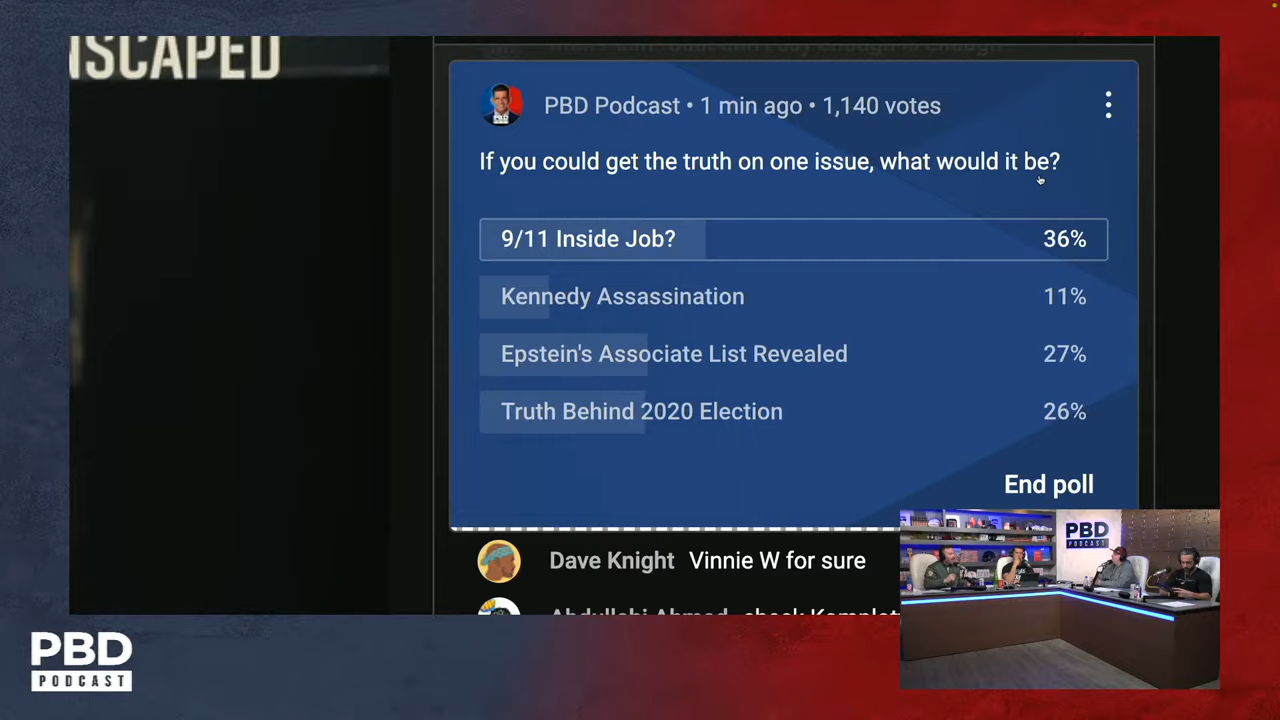 NSCAPED
PBD Podcast • 1 min ago • 1,140 votes
If you could get the truth on one issue, what would it be?
9/11 Inside Job? 36%
Kennedy Assassination 11%
Epstein's Associate List Revealed 27%
Truth Behind 2020 Election 26%
End poll
PBD
PODCAST
Dave Knight Vinnie W for sure
PBD
PODCAST